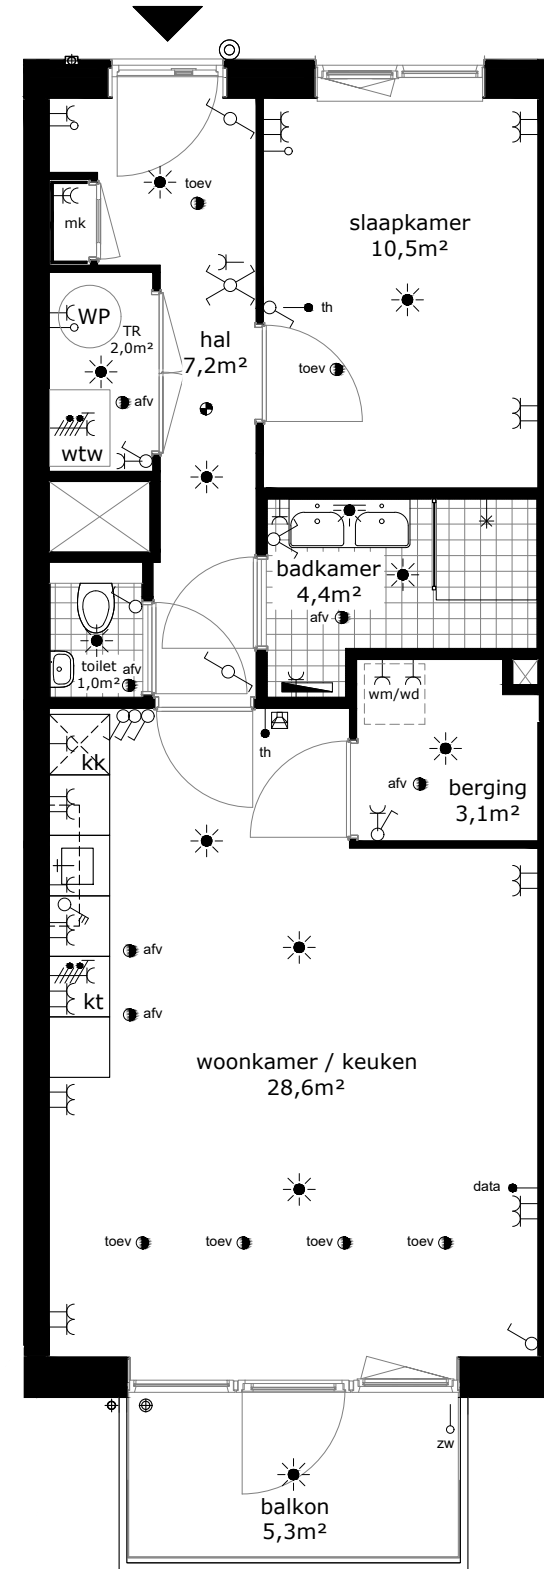 toev
mk
slaapkamer
10,5m²
WP
TR
2,0m²
th
hal
7,2m²
toev
afv
wtw
badkamer
4,4m²
afv
toilet
1,0m²
afv
wm/wd
th
kk
afv
berging
3,1m²
afv
kt
afv
woonkamer / keuken
28,6m²
data
toev
toev
toev
toev
zw
balkon
5,3m²